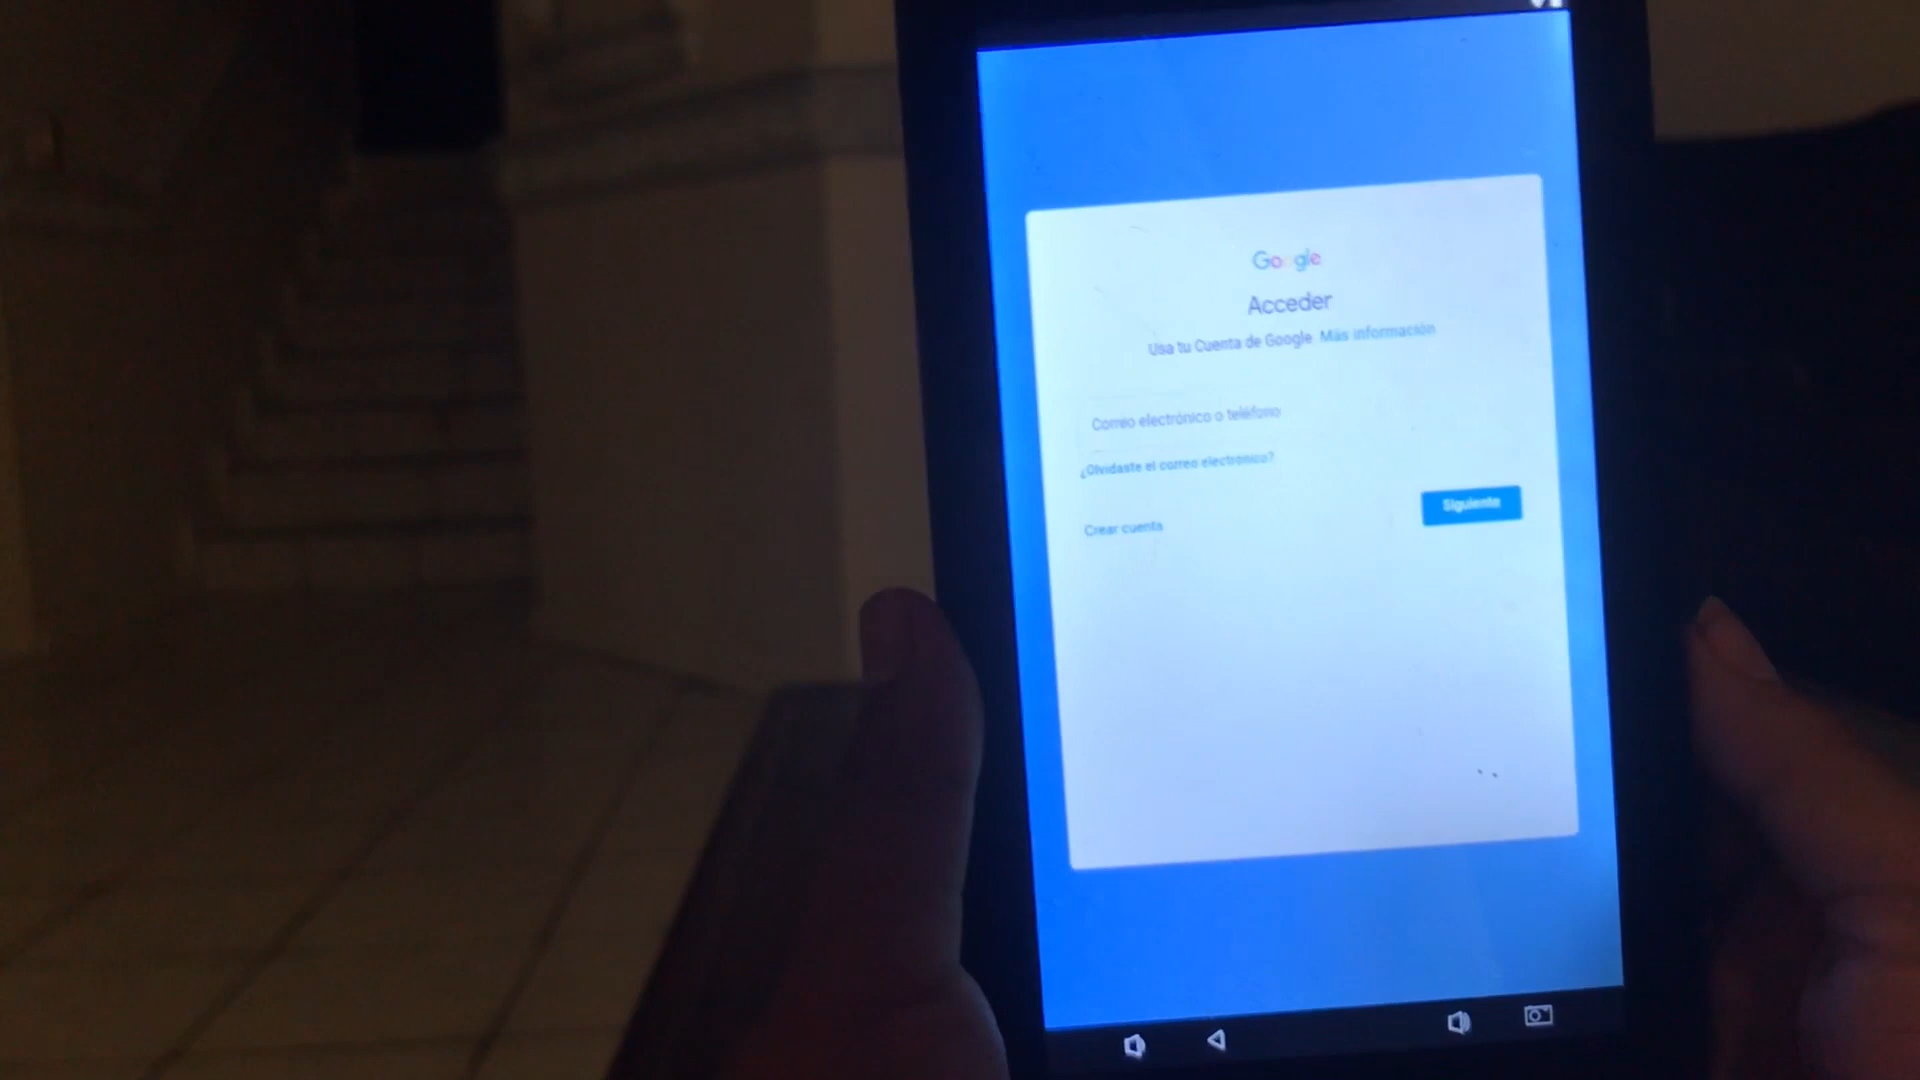 Google
Acceder
Usa tu Cuenta de Google. Más información
Correo electrónico o teléfono
¿Olvidaste el correo electrónico?
Siguiente
Crear cuenta